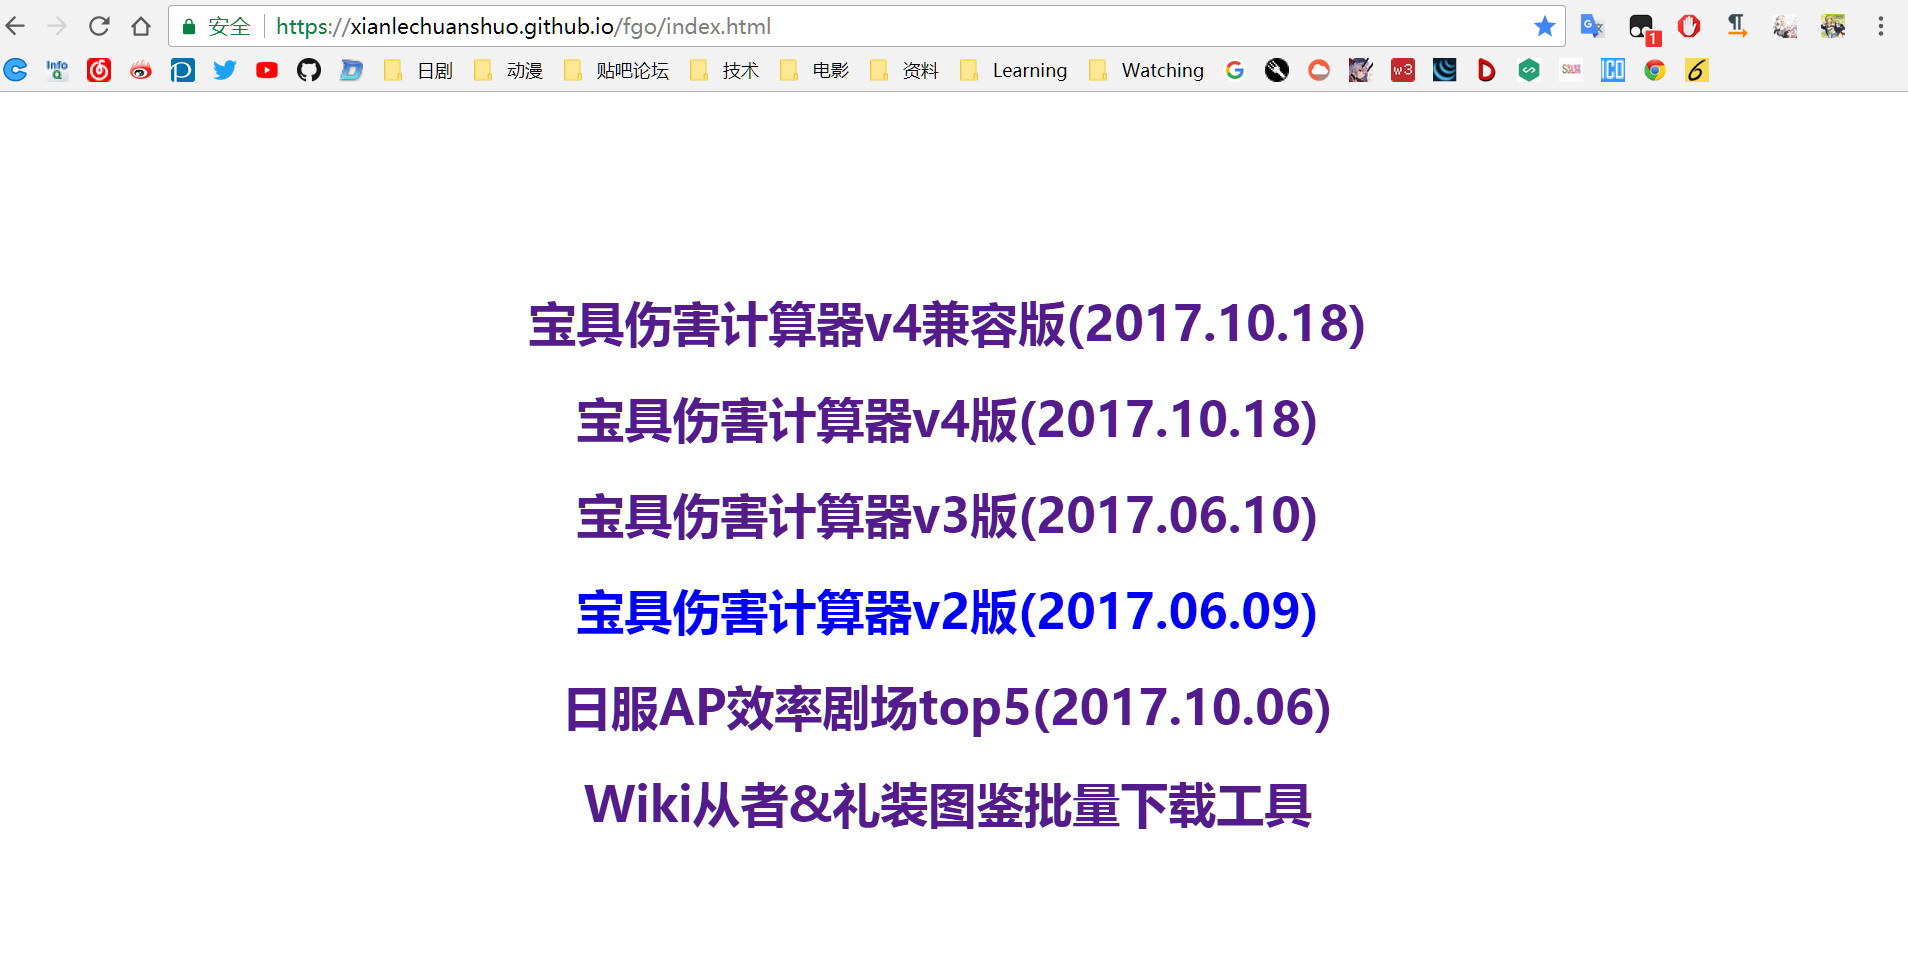 安全 https://xianlechuanshuo.github.io/fgo/index.html
1
Info Q 日剧 动漫 贴吧论坛 技术 电影 资料 Learning Watching w3 ICO 6
宝具伤害计算器v4兼容版(2017.10.18)
宝具伤害计算器v4版(2017.10.18)
宝具伤害计算器v3版(2017.06.10)
宝具伤害计算器v2版(2017.06.09)
日服AP效率剧场top5(2017.10.06)
Wiki从者&礼装图鉴批量下载工具